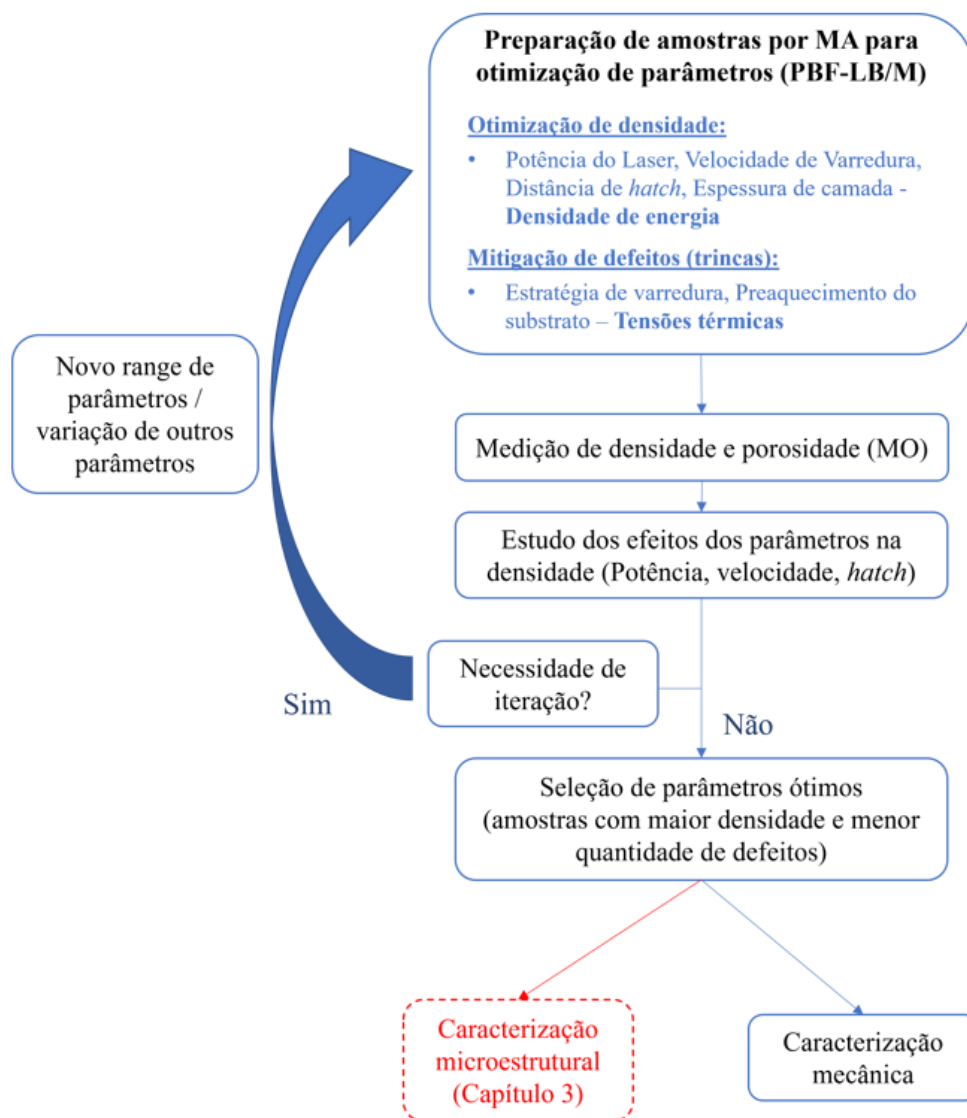 Preparação de amostras por MA para
otimização de parâmetros (PBF-LB/M)
Otimização de densidade:
• Potência do Laser, Velocidade de Varredura,
Distância de hatch, Espessura de camada -
Densidade de energia
Mitigação de defeitos (trincas):
• Estratégia de varredura, Preaquecimento do
substrato – Tensões térmicas
Novo range de
parâmetros /
variação de outros
parâmetros
Medição de densidade e porosidade (MO)
Estudo dos efeitos dos parâmetros na
densidade (Potência, velocidade, hatch)
Necessidade de
iteração?
Sim
Não
Seleção de parâmetros ótimos
(amostras com maior densidade e menor
quantidade de defeitos)
Caracterização
microestrutural
(Capítulo 3)
Caracterização
mecânica